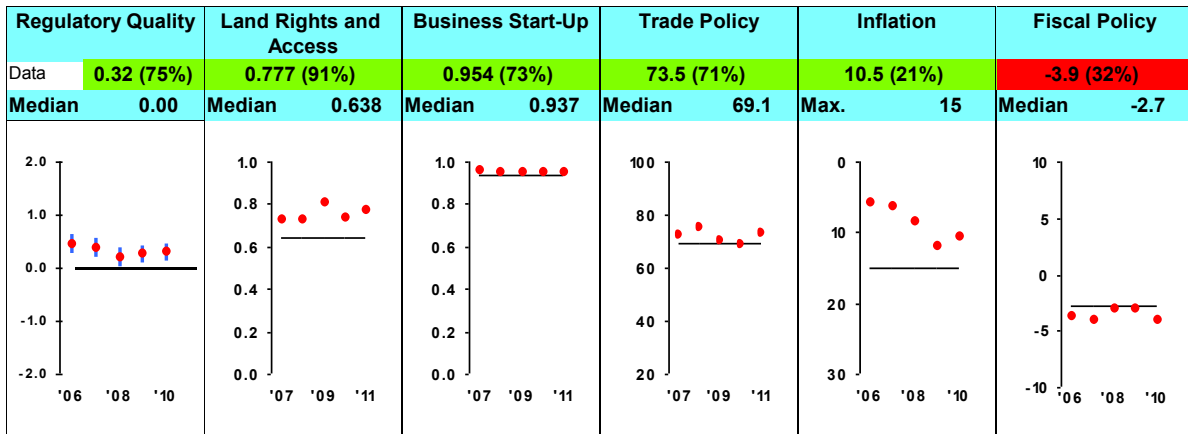 Regulatory Quality
Land Rights and
Access
Business Start-Up
Trade Policy
Inflation
Fiscal Policy
Data 0.32 (75%) 0.777 (91%) 0.954 (73%) 73.5 (71%) 10.5 (21%) -3.9 (32%)
Median 0.00 Median 0.638 Median 0.937 Median 69.1 Max. 15 Median -2.7
2.0
1.0
0.0
-1.0
-2.0
'06 '08 '10
1.0
0.8
0.6
0.4
0.2
0.0
'07 '09 '11
1.0
0.8
0.6
0.4
0.2
0.0
'07 '09 '11
100
80
60
40
20
'07 '09 '11
0
10
20
30
'06 '08 '10
10
5
0
-5
-10
'06 '08 '10